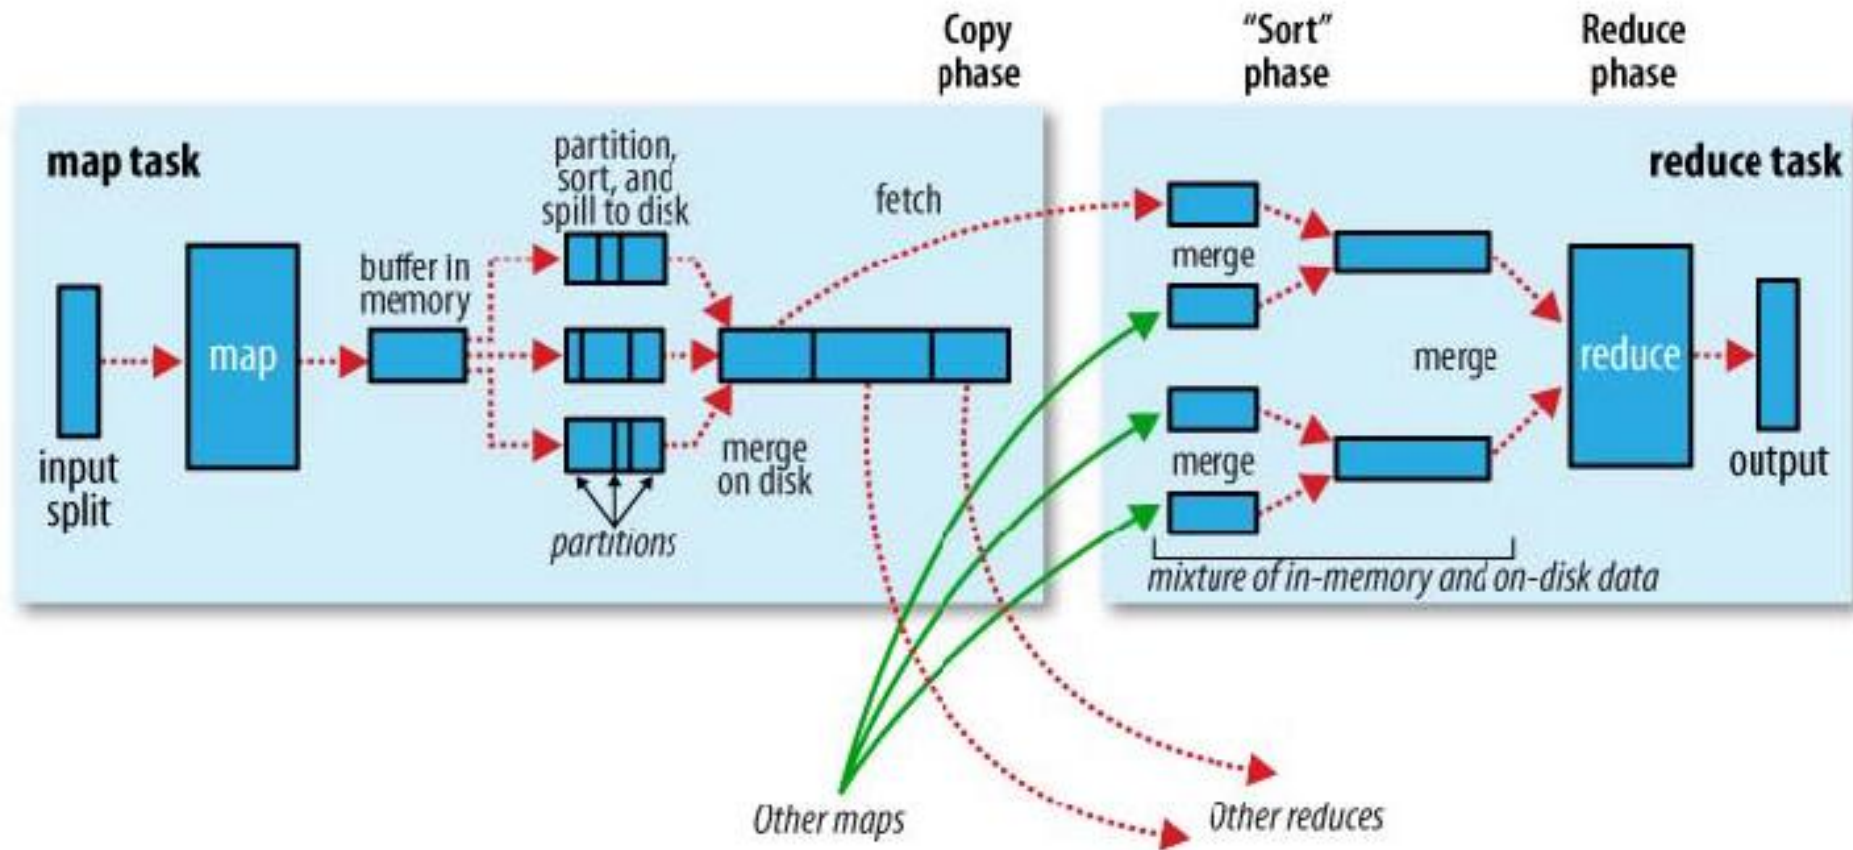 Copy
phase
“Sort”
phase
Reduce
phase
map task
partition,
sort, and
spill to disk
fetch
reduce task
buffer in
memory
merge
map
merge
reduce
input
split
merge
on disk
merge
output
partitions
mixture of in-memory and on-disk data
Other maps
Other reduces